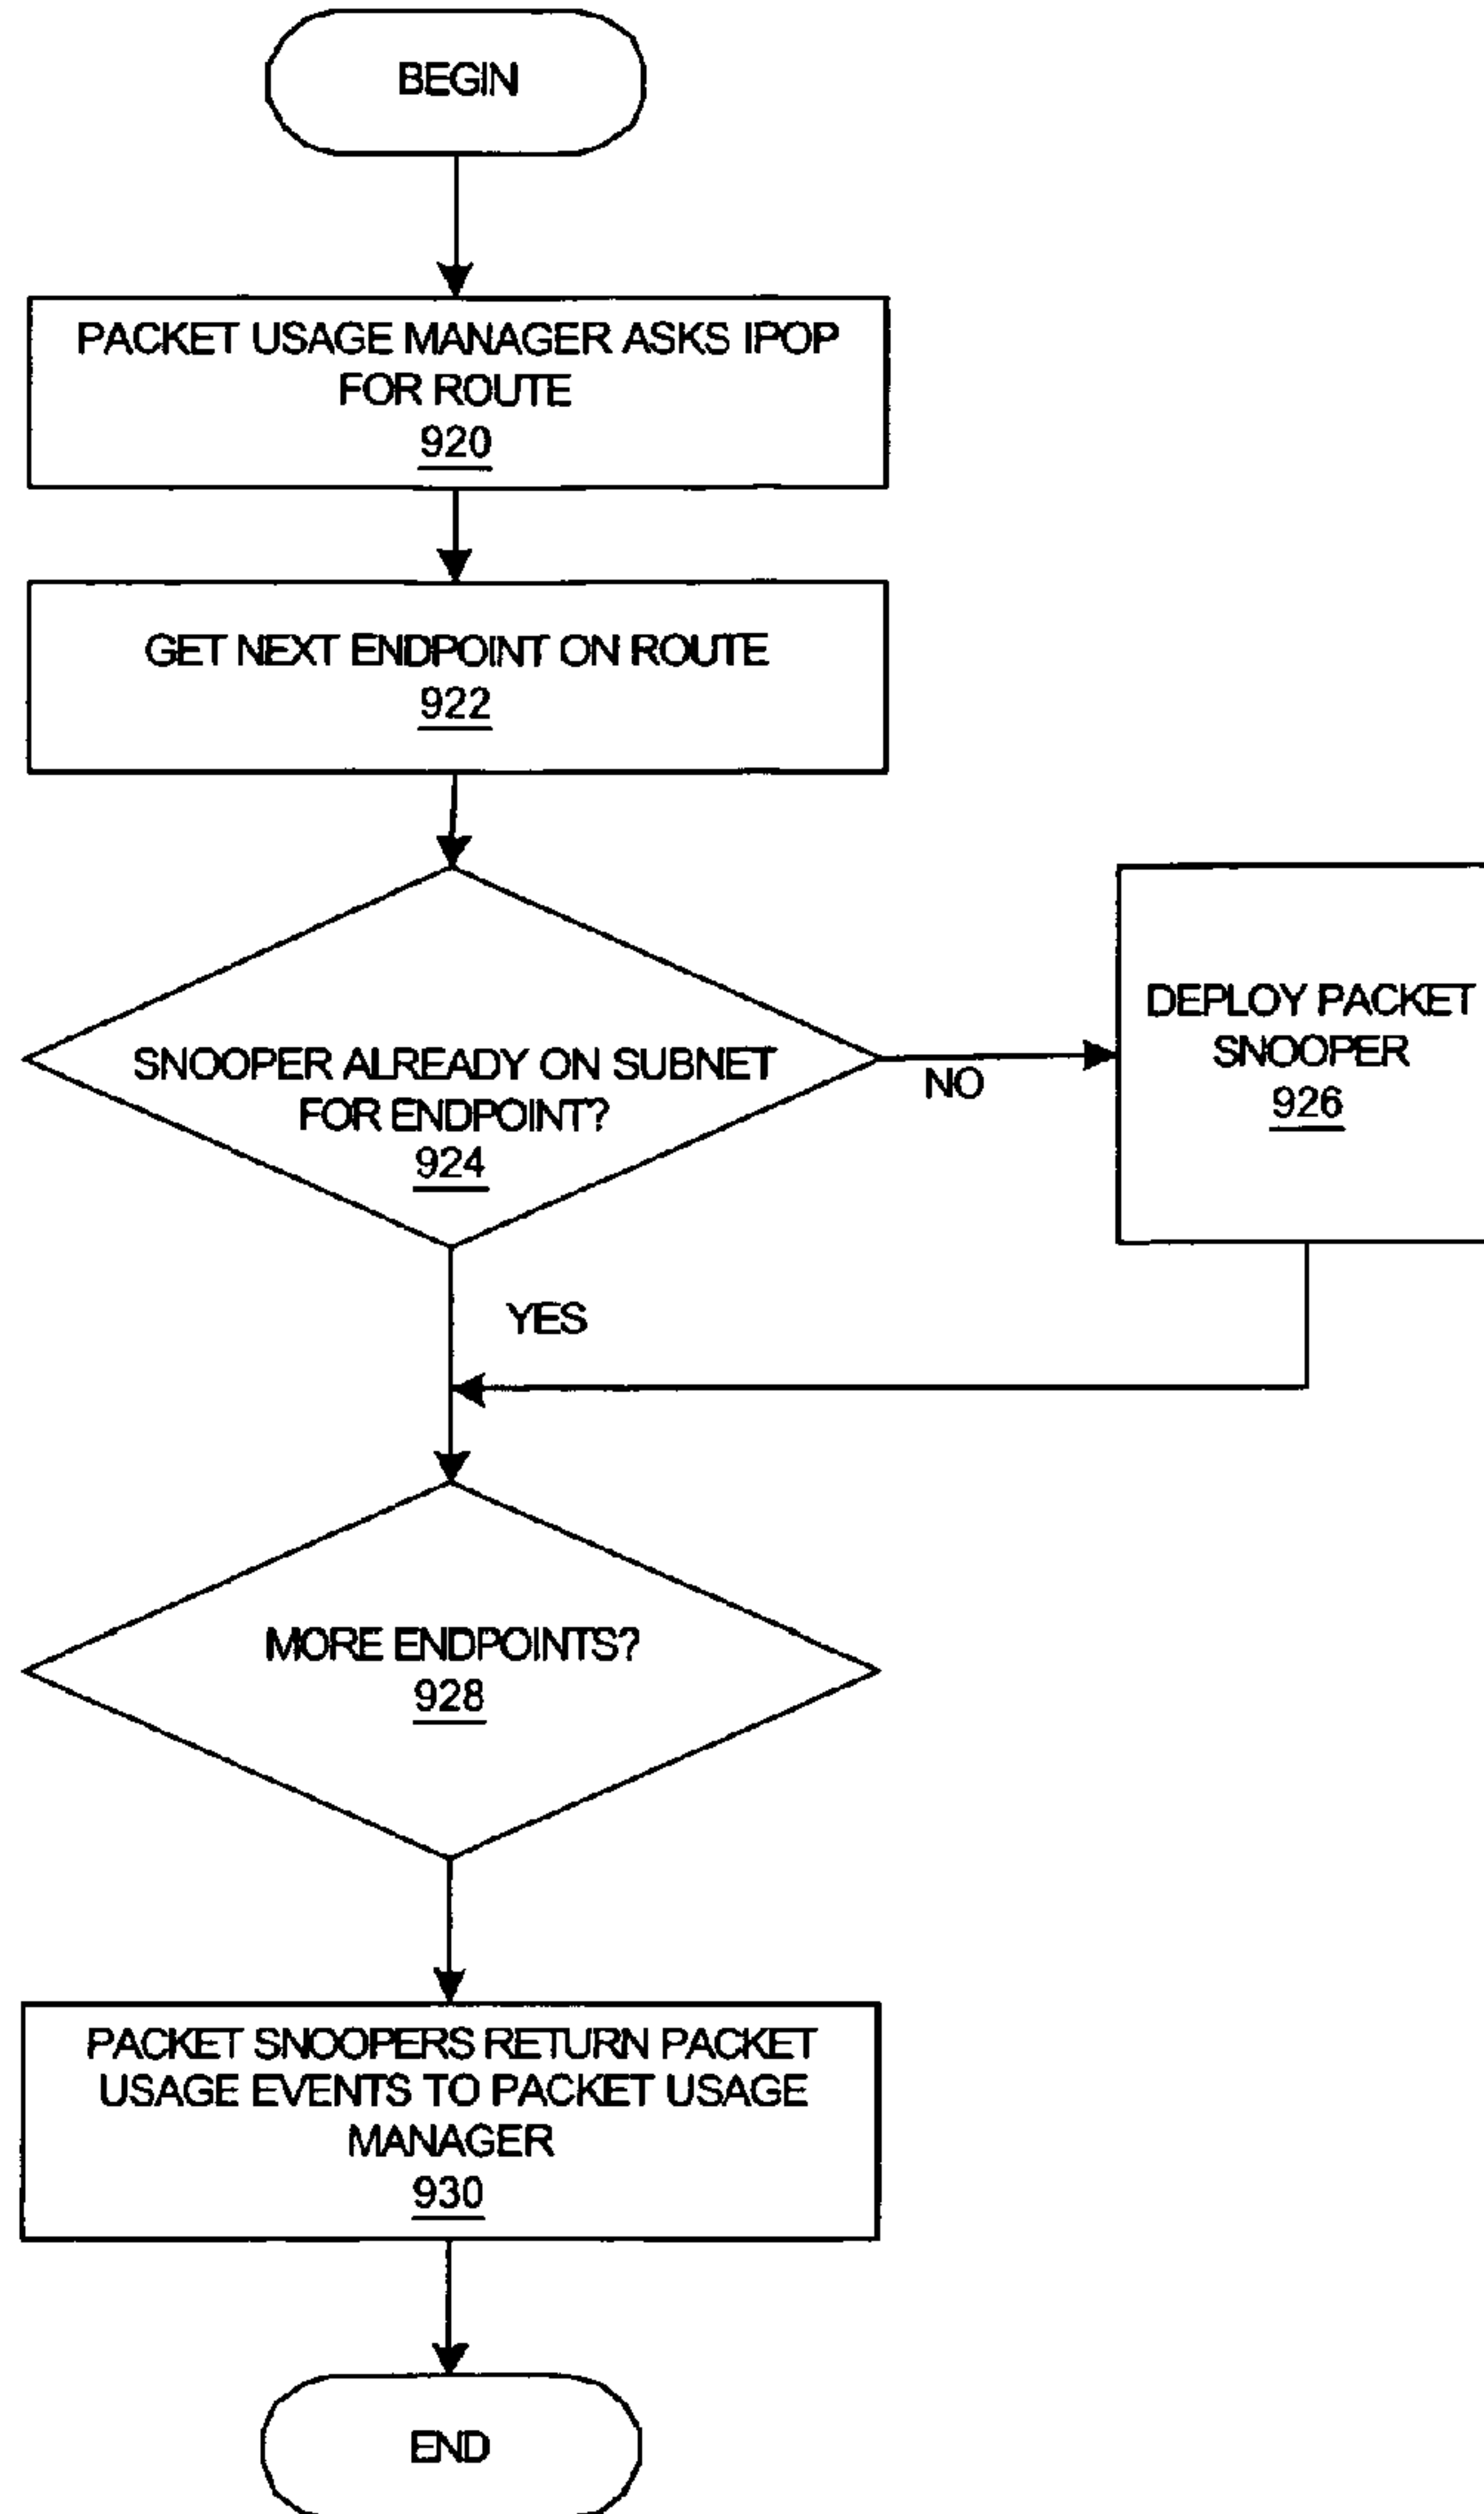 BEGIN
PACKET USAGE MANAGER ASKS IPOP
FOR ROUTE
920
GET NEXT ENDPOINT ON ROUTE
922
SNOOPER ALREADY ON SUBNET
FOR ENDPOINT?
924
NO
DEPLOY PACKET
SNOOPER
926
YES
MORE ENDPOINTS?
928
PACKET SNOOPERS RETURN PACKET
USAGE EVENTS TO PACKET USAGE
MANAGER
930
END